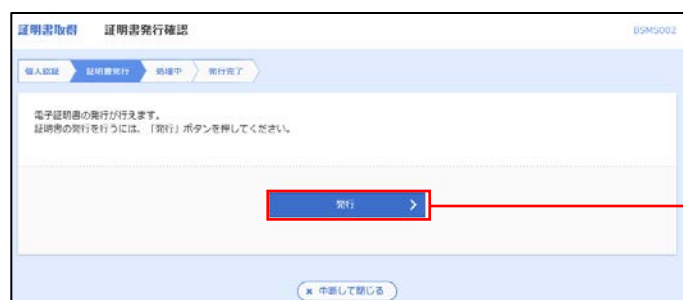 証明書取得 証明書発行確認 BSMS002
個人認証 証明書発行 処理中 発行完了
電子証明書の発行が行えます。
証明書の発行を行うには、「発行」ボタンを押してください。
発行
× 中断して閉じる